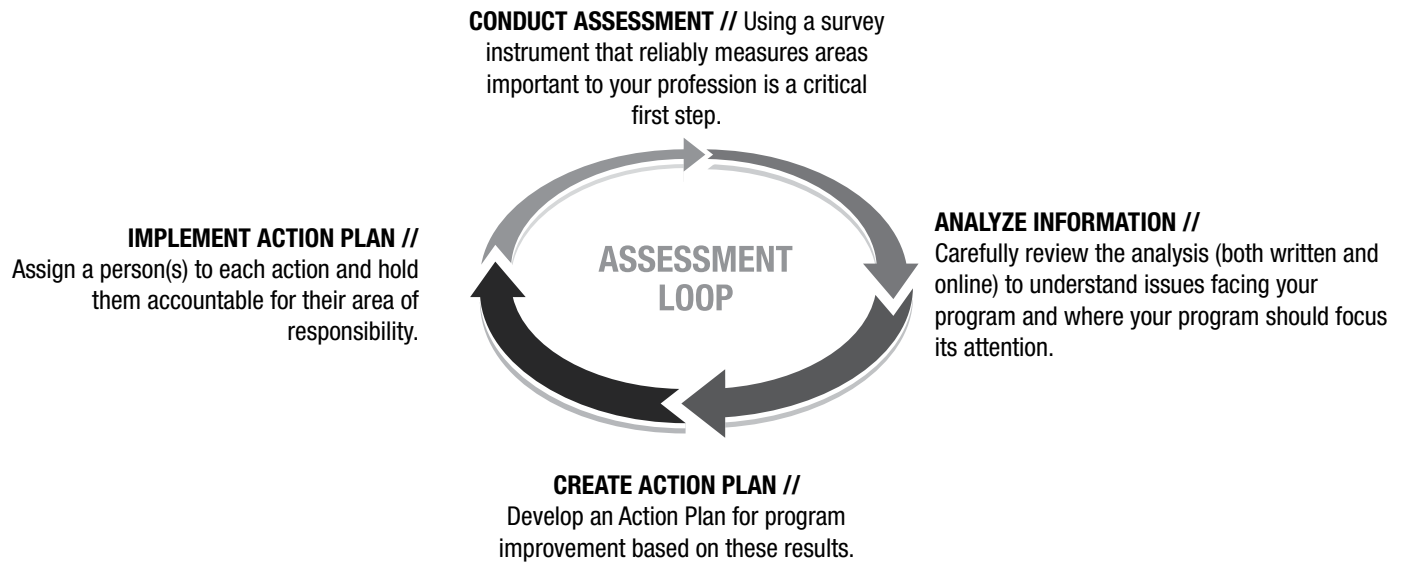 CONDUCT ASSESSMENT // Using a survey
instrument that reliably measures areas
important to your profession is a critical
first step.
IMPLEMENT ACTION PLAN //
Assign a person(s) to each action and hold
them accountable for their area of
responsibility.
ASSESSMENT
LOOP
ANALYZE INFORMATION //
Carefully review the analysis (both written and
online) to understand issues facing your
program and where your program should focus
its attention.
CREATE ACTION PLAN //
Develop an Action Plan for program
improvement based on these results.